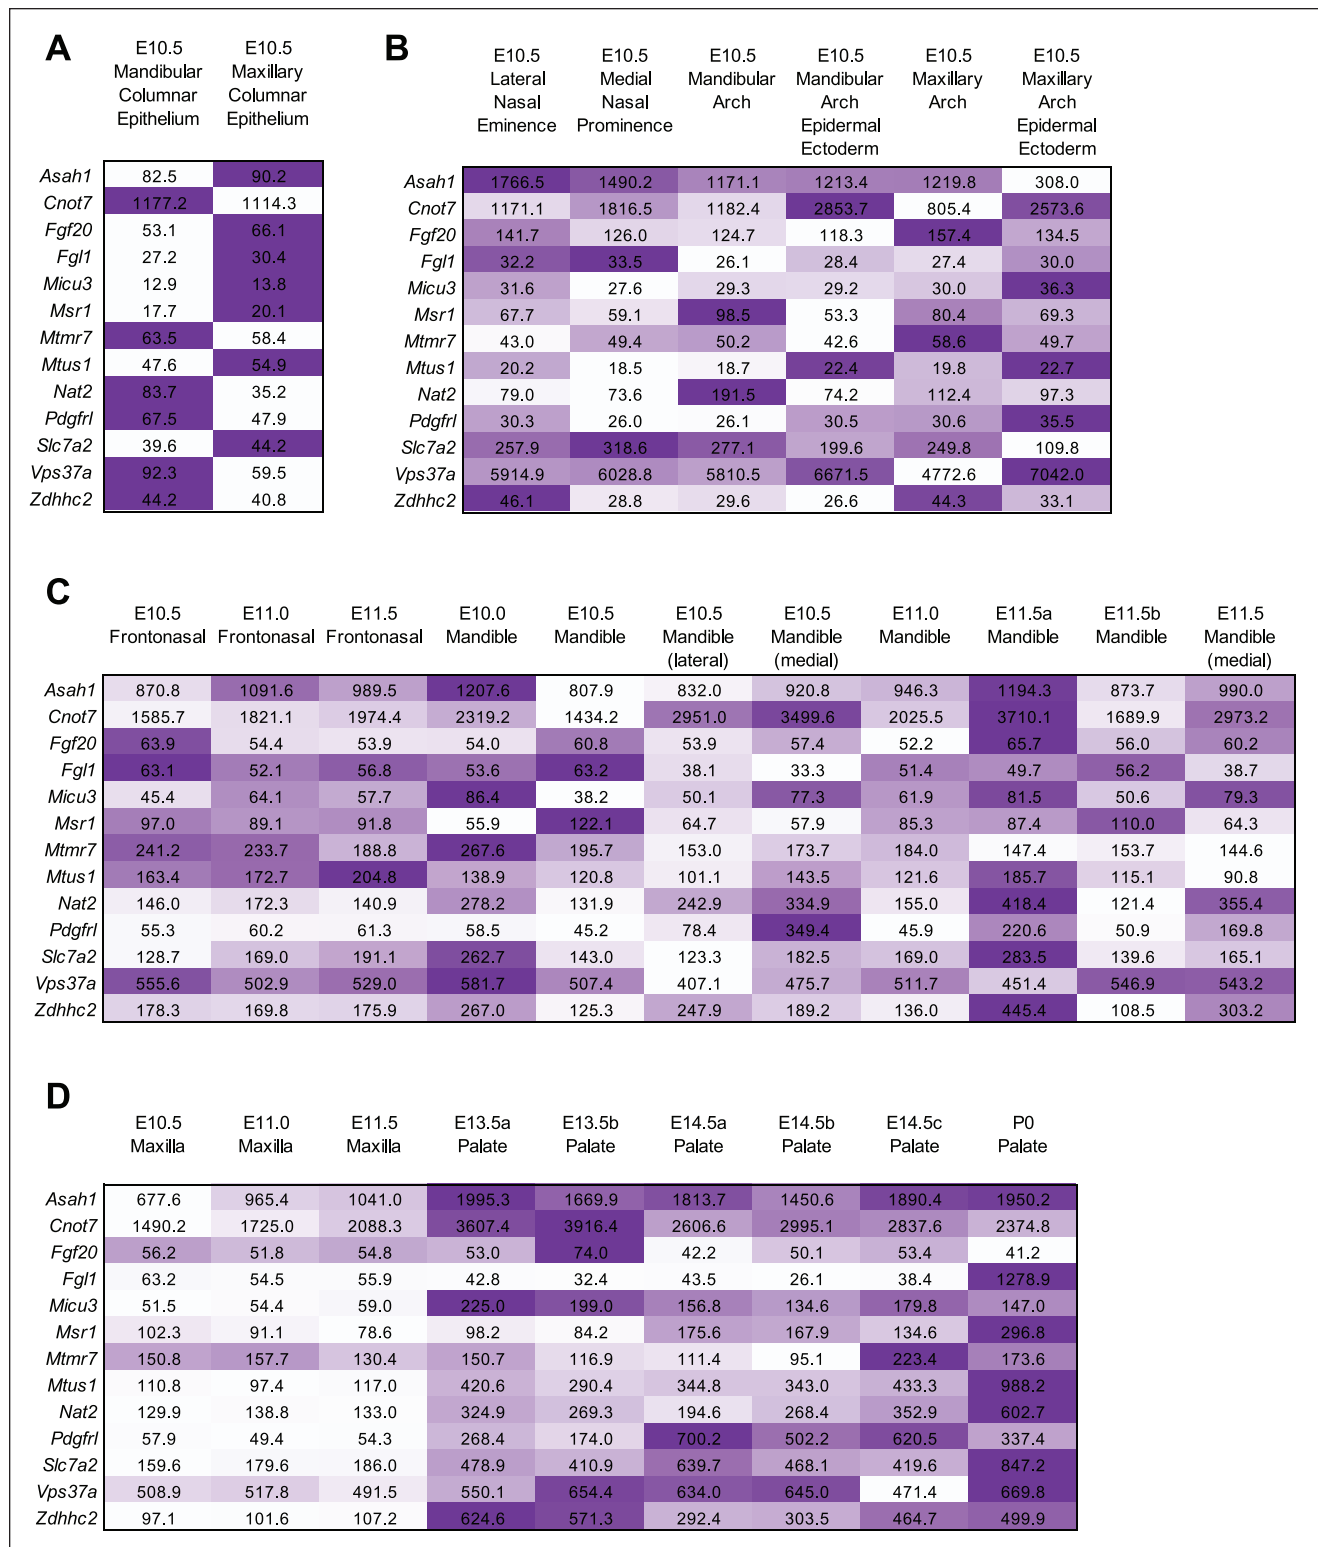 A
E10.5 E10.5
Mandibular Maxillary
Columnar Columnar
Epithelium Epithelium
Asah1 82.5 90.2
Cnot7 1177.2 1114.3
Fgf20 53.1 66.1
Fgl1 27.2 30.4
Micu3 12.9 13.8
Msr1 17.7 20.1
Mtmr7 63.5 58.4
Mtus1 47.6 54.9
Nat2 83.7 35.2
Pdgfrl 67.5 47.9
Slc7a2 39.6 44.2
Vps37a 92.3 59.5
Zdhhc2 44.2 40.8
B
E10.5 E10.5 E10.5 E10.5 E10.5 E10.5
Lateral Medial Mandibular Mandibular Maxillary Maxillary
Nasal Nasal Arch Arch Arch Arch
Eminence Prominence Epidermal Epidermal
Ectoderm Ectoderm
Asah1 1766.5 1490.2 1171.1 1213.4 1219.8 308.0
Cnot7 1171.1 1816.5 1182.4 2853.7 805.4 2573.6
Fgf20 141.7 126.0 124.7 118.3 157.4 134.5
Fgl1 32.2 33.5 26.1 28.4 27.4 30.0
Micu3 31.6 27.6 29.3 29.2 30.0 36.3
Msr1 67.7 59.1 98.5 53.3 80.4 69.3
Mtmr7 43.0 49.4 50.2 42.6 58.6 49.7
Mtus1 20.2 18.5 18.7 22.4 19.8 22.7
Nat2 79.0 73.6 191.5 74.2 112.4 97.3
Pdgfrl 30.3 26.0 26.1 30.5 30.6 35.5
Slc7a2 257.9 318.6 277.1 199.6 249.8 109.8
Vps37a 5914.9 6028.8 5810.5 6671.5 4772.6 7042.0
Zdhhc2 46.1 28.8 29.6 26.6 44.3 33.1
C
E10.5 E11.0 E11.5 E10.0 E10.5 E10.5 E10.5 E11.0 E11.5a E11.5b E11.5
Frontonasal Frontonasal Frontonasal Mandible Mandible Mandible Mandible Mandible Mandible Mandible Mandible
(lateral) (medial) (medial)
Asah1 870.8 1091.6 989.5 1207.6 807.9 832.0 920.8 946.3 1194.3 873.7 990.0
Cnot7 1585.7 1821.1 1974.4 2319.2 1434.2 2951.0 3499.6 2025.5 3710.1 1689.9 2973.2
Fgf20 63.9 54.4 53.9 54.0 60.8 53.9 57.4 52.2 65.7 56.0 60.2
Fgl1 63.1 52.1 56.8 53.6 63.2 38.1 33.3 51.4 49.7 56.2 38.7
Micu3 45.4 64.1 57.7 86.4 38.2 50.1 77.3 61.9 81.5 50.6 79.3
Msr1 97.0 89.1 91.8 55.9 122.1 64.7 57.9 85.3 87.4 110.0 64.3
Mtmr7 241.2 233.7 188.8 267.6 195.7 153.0 173.7 184.0 147.4 153.7 144.6
Mtus1 163.4 172.7 204.8 138.9 120.8 101.1 143.5 121.6 185.7 115.1 90.8
Nat2 146.0 172.3 140.9 278.2 131.9 242.9 334.9 155.0 418.4 121.4 355.4
Pdgfrl 55.3 60.2 61.3 58.5 45.2 78.4 349.4 45.9 220.6 50.9 169.8
Slc7a2 128.7 169.0 191.1 262.7 143.0 123.3 182.5 169.0 283.5 139.6 165.1
Vps37a 555.6 502.9 529.0 581.7 507.4 407.1 475.7 511.7 451.4 546.9 543.2
Zdhhc2 178.3 169.8 175.9 267.0 125.3 247.9 189.2 136.0 445.4 108.5 303.2
D
E10.5 E11.0 E11.5 E13.5a E13.5b E14.5a E14.5b E14.5c P0
Maxilla Maxilla Maxilla Palate Palate Palate Palate Palate Palate
Asah1 677.6 965.4 1041.0 1995.3 1669.9 1813.7 1450.6 1890.4 1950.2
Cnot7 1490.2 1725.0 2088.3 3607.4 3916.4 2606.6 2995.1 2837.6 2374.8
Fgf20 56.2 51.8 54.8 53.0 74.0 42.2 50.1 53.4 41.2
Fgl1 63.2 54.5 55.9 42.8 32.4 43.5 26.1 38.4 1278.9
Micu3 51.5 54.4 59.0 225.0 199.0 156.8 134.6 179.8 147.0
Msr1 102.3 91.1 78.6 98.2 84.2 175.6 167.9 134.6 296.8
Mtmr7 150.8 157.7 130.4 150.7 116.9 111.4 95.1 223.4 173.6
Mtus1 110.8 97.4 117.0 420.6 290.4 344.8 343.0 433.3 988.2
Nat2 129.9 138.8 133.0 324.9 269.3 194.6 268.4 352.9 602.7
Pdgfrl 57.9 49.4 54.3 268.4 174.0 700.2 502.2 620.5 337.4
Slc7a2 159.6 179.6 186.0 478.9 410.9 639.7 468.1 419.6 847.2
Vps37a 508.9 517.8 491.5 550.1 654.4 634.0 645.0 471.4 669.8
Zdhhc2 97.1 101.6 107.2 624.6 571.3 292.4 303.5 464.7 499.9